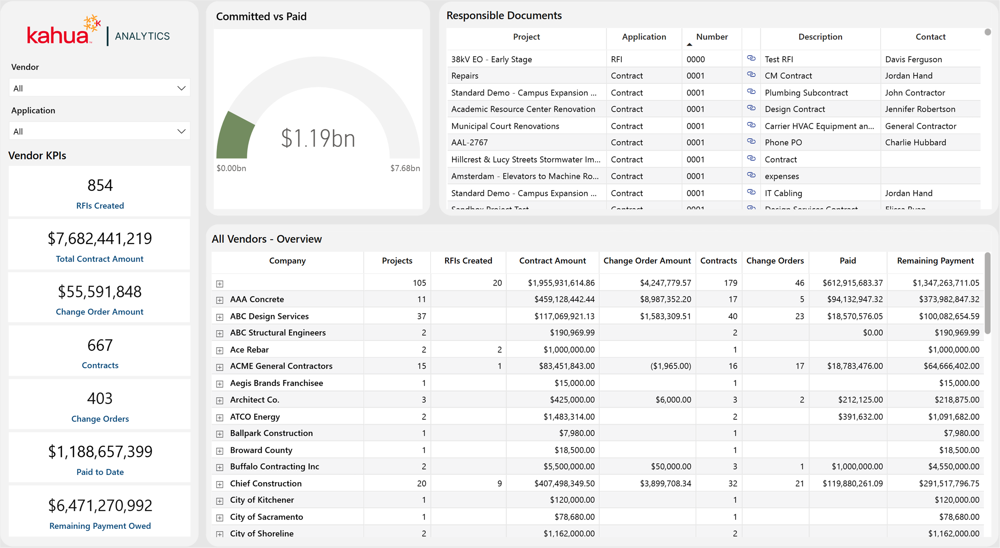 kahua™ | ANALYTICS
K
Vendor
All
Application
All
Vendor KPIs
854
RFIs Created
$7,682,441,219
Total Contract Amount
$55,591,848
Change Order Amount
667
Contracts
403
Change Orders
$1,188,657,399
Paid to Date
$6,471,270,992
Remaining Payment Owed
Committed vs Paid
$1.19bn
$0.00bn $7.68bn
Responsible Documents
Project Application Number Description Contact
38kV EO - Early Stage RFI 0000 Test RFI Davis Ferguson
Repairs Contract 0001 CM Contract Jordan Hand
Standard Demo - Campus Expansion ... Contract 0001 Plumbing Subcontract John Contractor
Academic Resource Center Renovation Contract 0001 Design Contract Jennifer Robertson
Municipal Court Renovations Contract 0001 Carrier HVAC Equipment an... General Contractor
AAL-2767 Contract 0001 Phone PO Charlie Hubbard
Hillcrest & Lucy Streets Stormwater Im... Contract 0001 Contract
Amsterdam - Elevators to Machine Ro... Contract 0001 expenses
Standard Demo - Campus Expansion ... Contract 0001 IT Cabling Jordan Hand
Sandbox Project Test Contract 0001 Design Services Contract Elissa Ryan
All Vendors - Overview
Company Projects RFIs Created Contract Amount Change Order Amount Contracts Change Orders Paid Remaining Payment
105 20 $1,955,931,614.86 $4,247,779.57 179 46 $612,915,683.37 $1,347,263,711.05
AAA Concrete 11 $459,128,442.44 $8,987,352.20 17 5 $94,132,947.32 $373,982,847.32
ABC Design Services 37 $117,069,921.13 $1,583,309.51 40 23 $18,570,576.05 $100,082,654.59
ABC Structural Engineers 2 $190,969.99 2 $0.00 $190,969.99
Ace Rebar 2 2 $1,000,000.00 1 $1,000,000.00
ACME General Contractors 15 1 $83,451,843.00 ($1,965.00) 16 17 $18,783,476.00 $64,666,402.00
Aegis Brands Franchisee 1 $15,000.00 1 $15,000.00
Architect Co. 3 $425,000.00 $6,000.00 3 2 $212,125.00 $218,875.00
ATCO Energy 2 $1,483,314.00 2 $391,632.00 $1,091,682.00
Ballpark Construction 1 $7,980.00 1 $7,980.00
Broward County 1 $18,500.00 1 $18,500.00
Buffalo Contracting Inc 2 $5,500,000.00 $50,000.00 3 1 $1,000,000.00 $4,550,000.00
Chief Construction 20 9 $407,498,349.50 $3,899,708.34 32 21 $119,880,261.09 $291,517,796.75
City of Kitchener 1 $120,000.00 1 $120,000.00
City of Sacramento 1 $78,680.00 1 $78,680.00
City of Shoreline 2 $1,162,000.00 2 $1,162,000.00